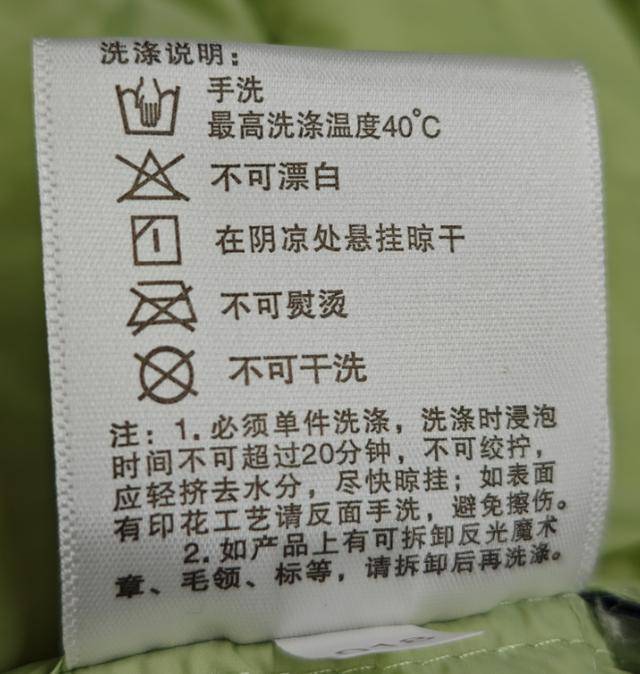 洗涤说明：
手洗
最高洗涤温度40°C
不可漂白
在阴凉处悬挂晾干
不可熨烫
不可干洗
注：1.必须单件洗涤，洗涤时浸泡
时间不可超过20分钟，不可绞拧，
应轻挤去水分，尽快晾挂；如表面
有印花工艺请反面手洗，避免擦伤。
2.如产品上有可拆卸反光魔术
章、毛领、标等，请拆卸后再洗涤。